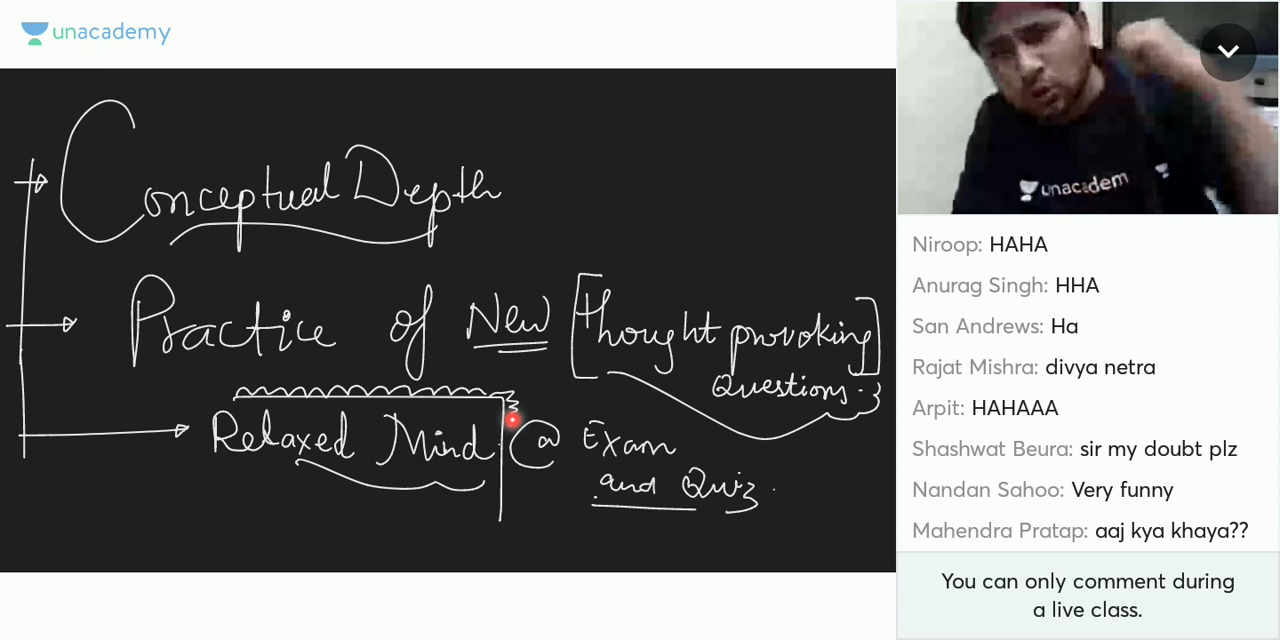 unacademy
Conceptual Depth
Practice of New [thought provoking]
Questions.
Relaxed Mind @ Exam
and Quiz.
unacadem
Niroop: HAHA
Anurag Singh: HHA
San Andrews: Ha
Rajat Mishra: divya netra
Arpit: HAHAAA
Shashwat Beura: sir my doubt plz
Nandan Sahoo: Very funny
Mahendra Pratap: aaj kya khaya??
You can only comment during
a live class.